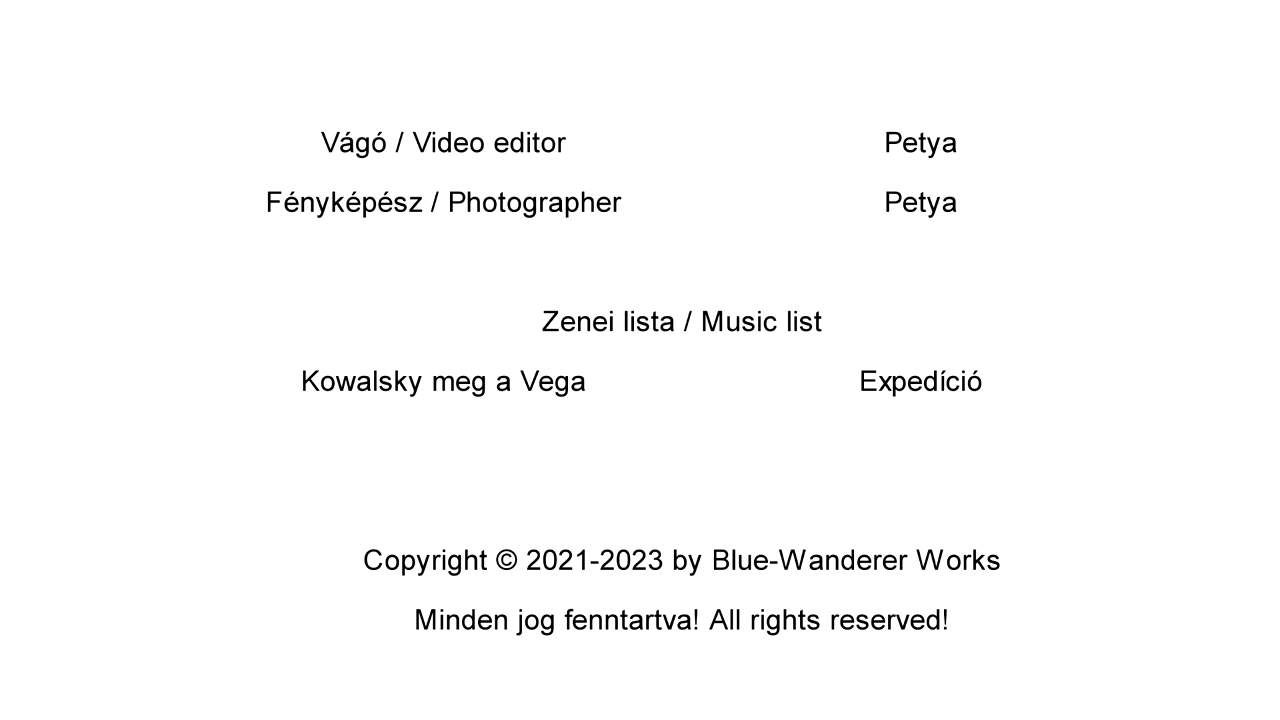 Vágó / Video editor Petya
Fényképész / Photographer Petya
Zenei lista / Music list
Kowalsky meg a Vega Expedíció
Copyright © 2021-2023 by Blue-Wanderer Works
Minden jog fenntartva! All rights reserved!